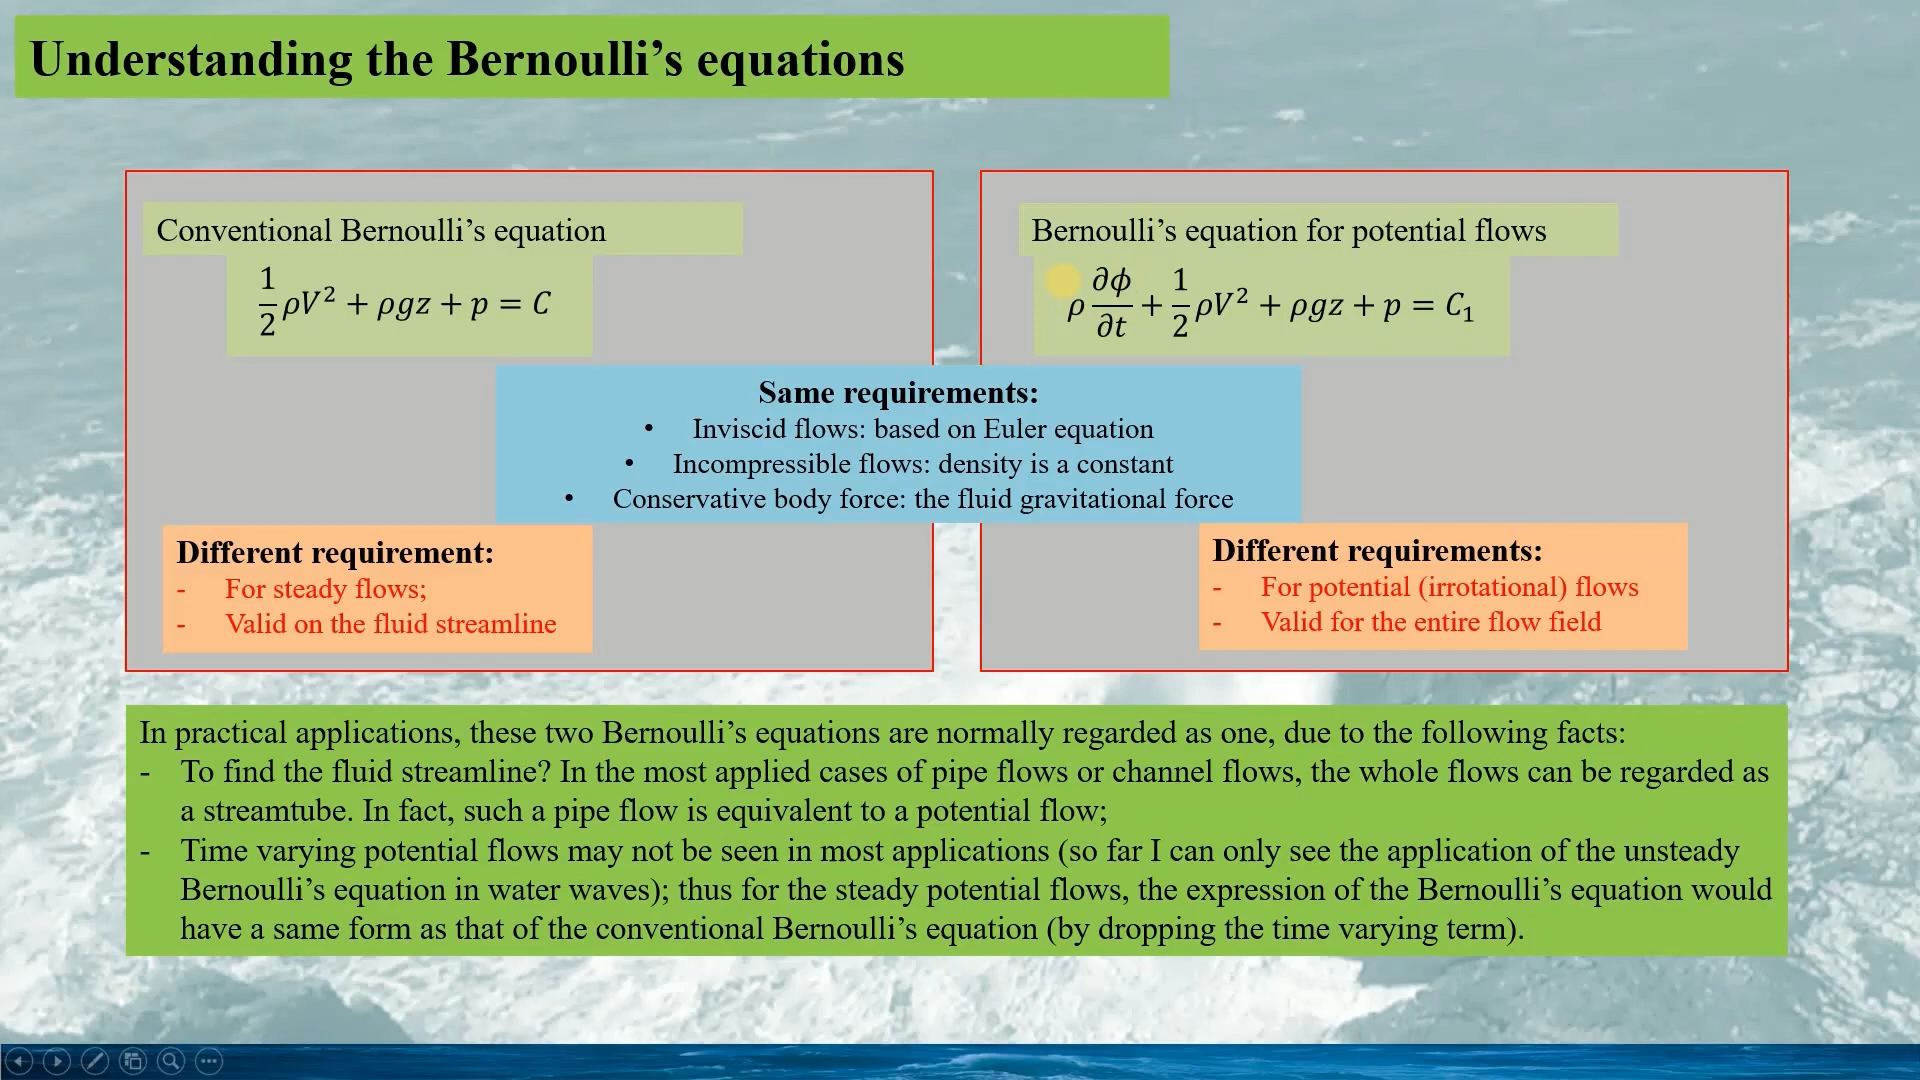 Understanding the Bernoulli’s equations
Conventional Bernoulli’s equation
1/2 ρV² + ρgz + p = C
Bernoulli’s equation for potential flows
ρ ∂ϕ/∂t + 1/2 ρV² + ρgz + p = C₁
Same requirements:
• Inviscid flows: based on Euler equation
• Incompressible flows: density is a constant
• Conservative body force: the fluid gravitational force
Different requirement:
- For steady flows;
- Valid on the fluid streamline
Different requirements:
- For potential (irrotational) flows
- Valid for the entire flow field
In practical applications, these two Bernoulli’s equations are normally regarded as one, due to the following facts:
- To find the fluid streamline? In the most applied cases of pipe flows or channel flows, the whole flows can be regarded as
a streamtube. In fact, such a pipe flow is equivalent to a potential flow;
- Time varying potential flows may not be seen in most applications (so far I can only see the application of the unsteady
Bernoulli’s equation in water waves); thus for the steady potential flows, the expression of the Bernoulli’s equation would
have a same form as that of the conventional Bernoulli’s equation (by dropping the time varying term).